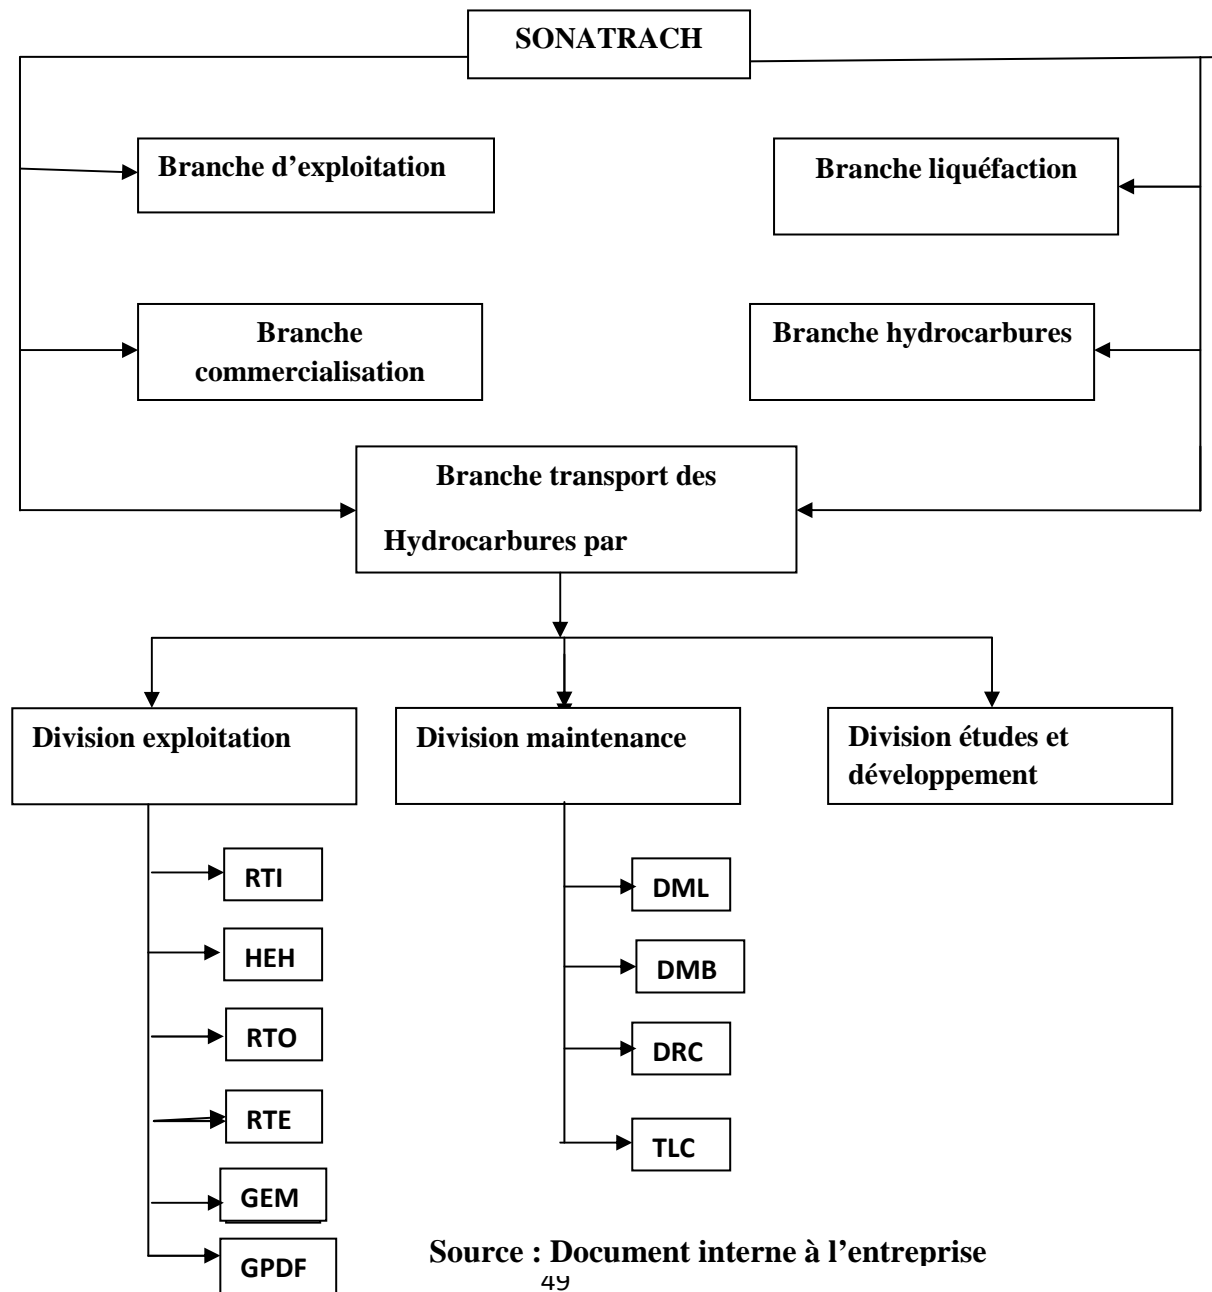 SONATRACH
Branche d’exploitation
Branche liquéfaction
Branche
commercialisation
Branche hydrocarbures
Branche transport des
Hydrocarbures par
Division exploitation
Division maintenance
Division études et
développement
RTI
HEH
RTO
RTE
GEM
GPDF
DML
DMB
DRC
TLC
Source : Document interne à l’entreprise
49